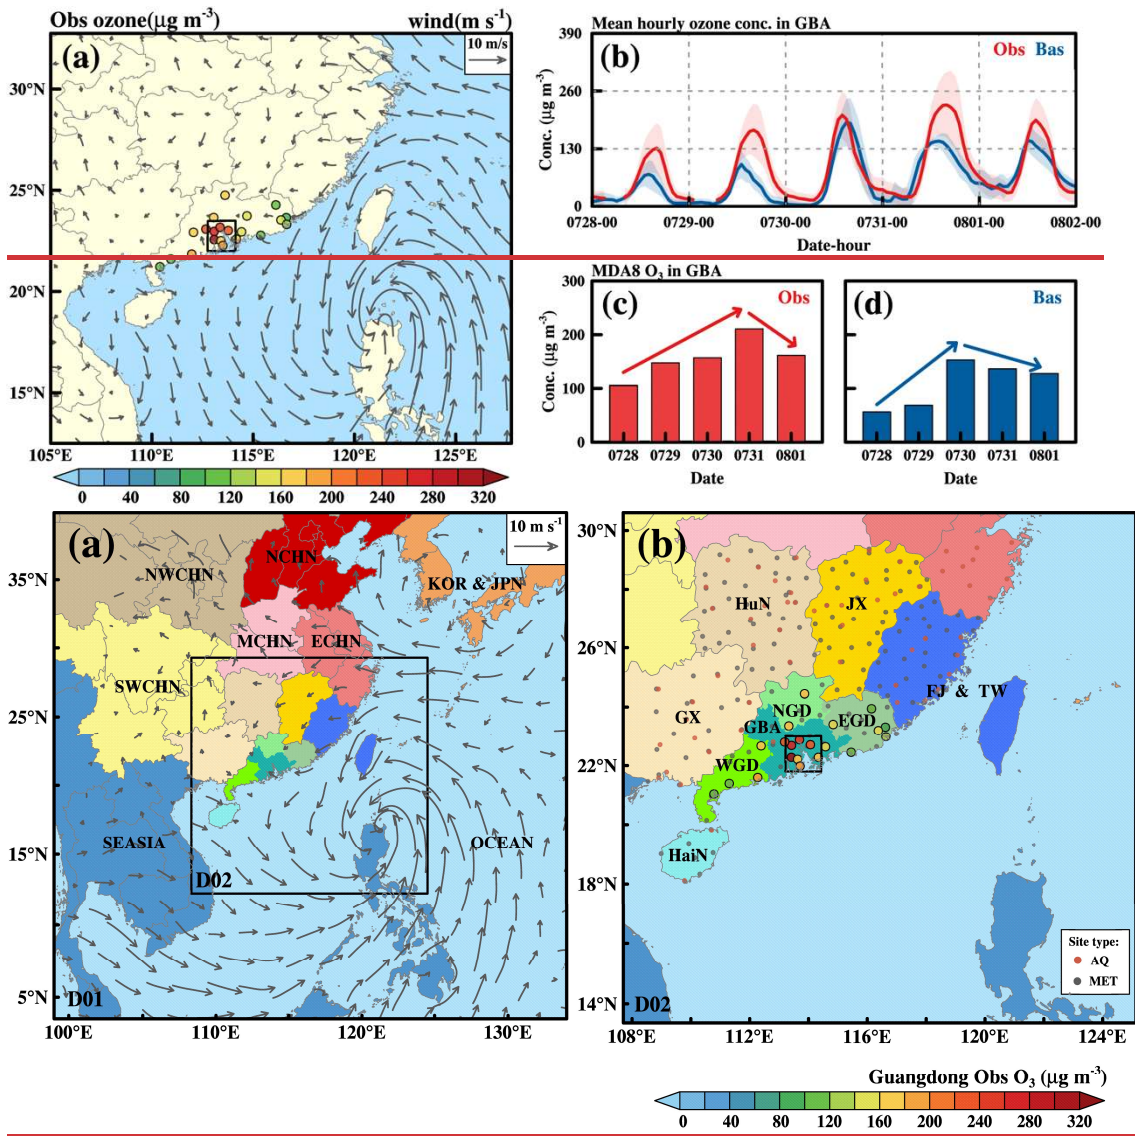 Obs ozone(μg m⁻³) wind(m s⁻¹)
(a)
10 m/s
30°N
25°N
20°N
15°N
105°E 110°E 115°E 120°E 125°E
0 40 80 120 160 200 240 280 320
Mean hourly ozone conc. in GBA
(b)
Obs Bas
Conc. (μg m⁻³)
390
260
130
0
0728-00 0729-00 0730-00 0731-00 0801-00 0802-00
Date-hour
MDA8 O₃ in GBA
(c)
Obs
Conc. (μg m⁻³)
300
200
100
0
0728 0729 0730 0731 0801
Date
(d)
Bas
0728 0729 0730 0731 0801
Date
(a)
10 m s⁻¹
NCHN
NWCHN
KOR & JPN
MCHN
ECHN
SWCHN
SEASIA
OCEAN
D02
D01
35°N
25°N
15°N
5°N
100°E 110°E 120°E 130°E
(b)
HuN
JX
FJ & TW
GX
NGD
GBA
EGD
WGD
HaiN
Site type:
AQ
MET
D02
30°N
26°N
22°N
18°N
14°N
108°E 112°E 116°E 120°E 124°E
Guangdong Obs O₃ (μg m⁻³)
0 40 80 120 160 200 240 280 320